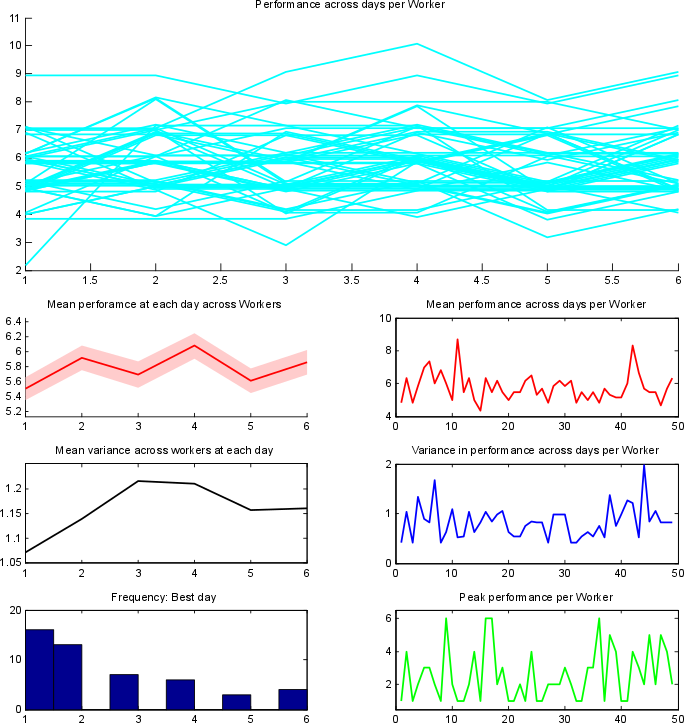 Performance across days per Worker
11
10
9
8
7
6
5
4
3
2
1 1.5 2 2.5 3 3.5 4 4.5 5 5.5 6
Mean perforamce at each day across Workers
6.4
6.2
6
5.8
5.6
5.4
5.2
1 2 3 4 5 6
Mean performance across days per Worker
10
8
6
4
0 10 20 30 40 50
Mean variance across workers at each day
1.2
1.15
1.1
1.05
1 2 3 4 5 6
Variance in performance across days per Worker
2
1
0
0 10 20 30 40 50
Frequency: Best day
20
10
0
1 2 3 4 5 6
Peak performance per Worker
6
4
2
0 10 20 30 40 50